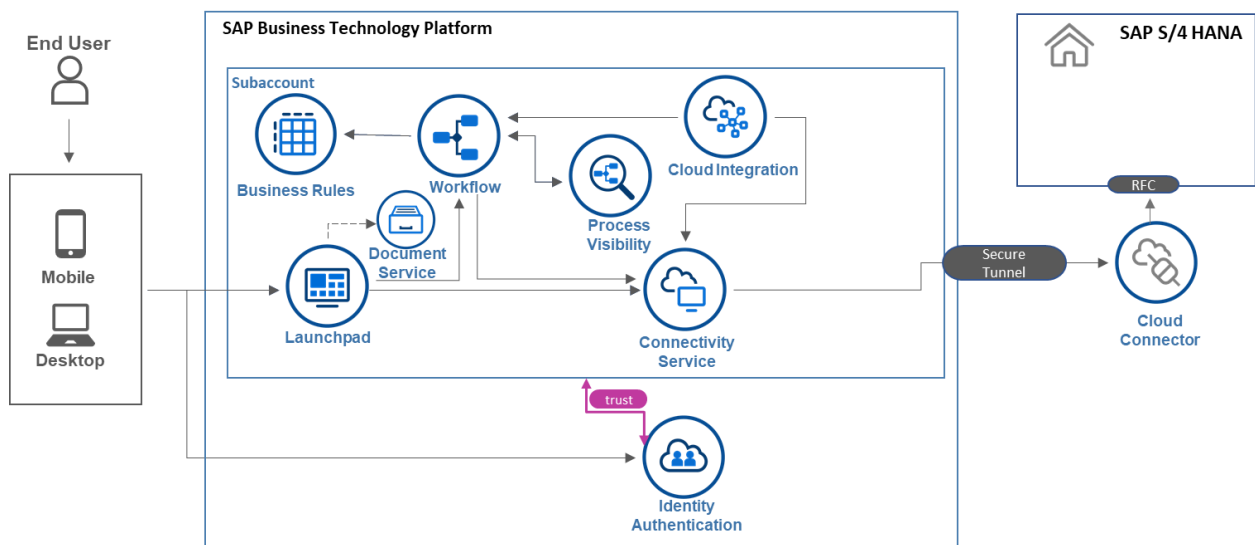 SAP Business Technology Platform
SAP S/4 HANA
End User
Subaccount
Business Rules
Workflow
Cloud Integration
Process
Visibility
Document
Service
RFC
Secure
Tunnel
Mobile
Desktop
Launchpad
Connectivity
Service
Cloud
Connector
trust
Identity
Authentication